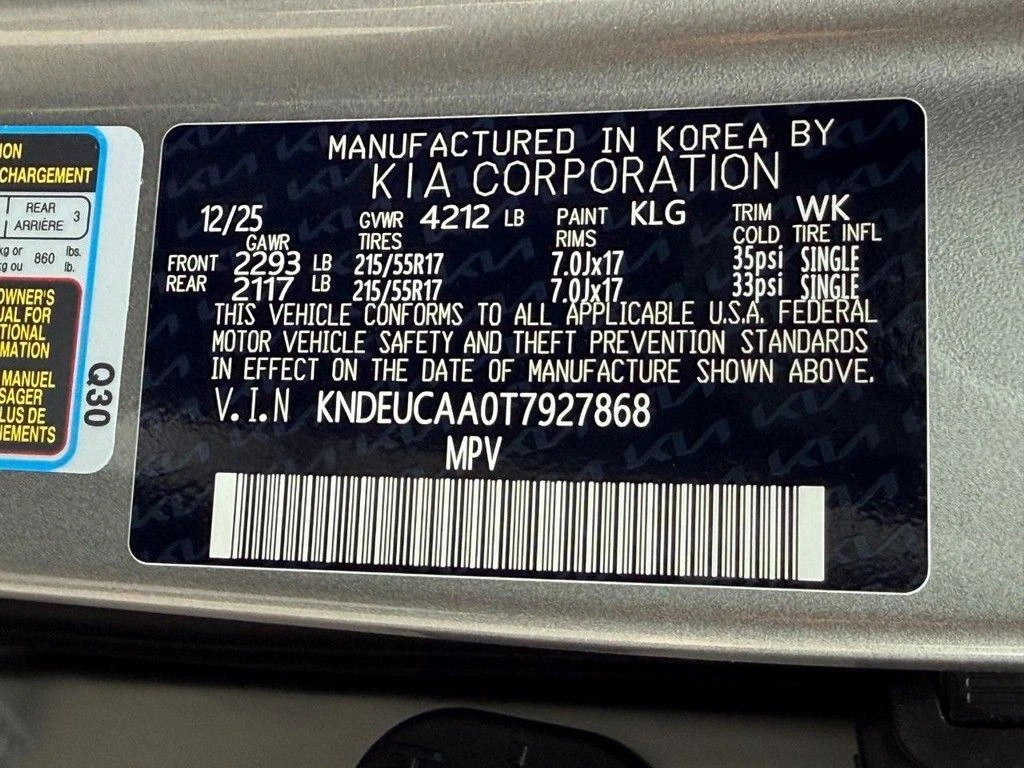 ION
CHARGEMENT
REAR
ARRIÈRE 3
kg or 860 lbs.
kg ou lb.
OWNER'S
UAL FOR
TIONAL
MATION
MANUEL
SAGER
LUS DE
NEMENTS
Q30
MANUFACTURED IN KOREA BY
KIA CORPORATION
12/25 GVWR 4212 LB PAINT KLG TRIM WK
GAWR TIRES RIMS COLD TIRE INFL
FRONT 2293 LB 215/55R17 7.0Jx17 35psi SINGLE
REAR 2117 LB 215/55R17 7.0Jx17 33psi SINGLE
THIS VEHICLE CONFORMS TO ALL APPLICABLE U.S.A. FEDERAL
MOTOR VEHICLE SAFETY AND THEFT PREVENTION STANDARDS
IN EFFECT ON THE DATE OF MANUFACTURE SHOWN ABOVE.
V.I.N KNDEUCAA0T7927868
MPV